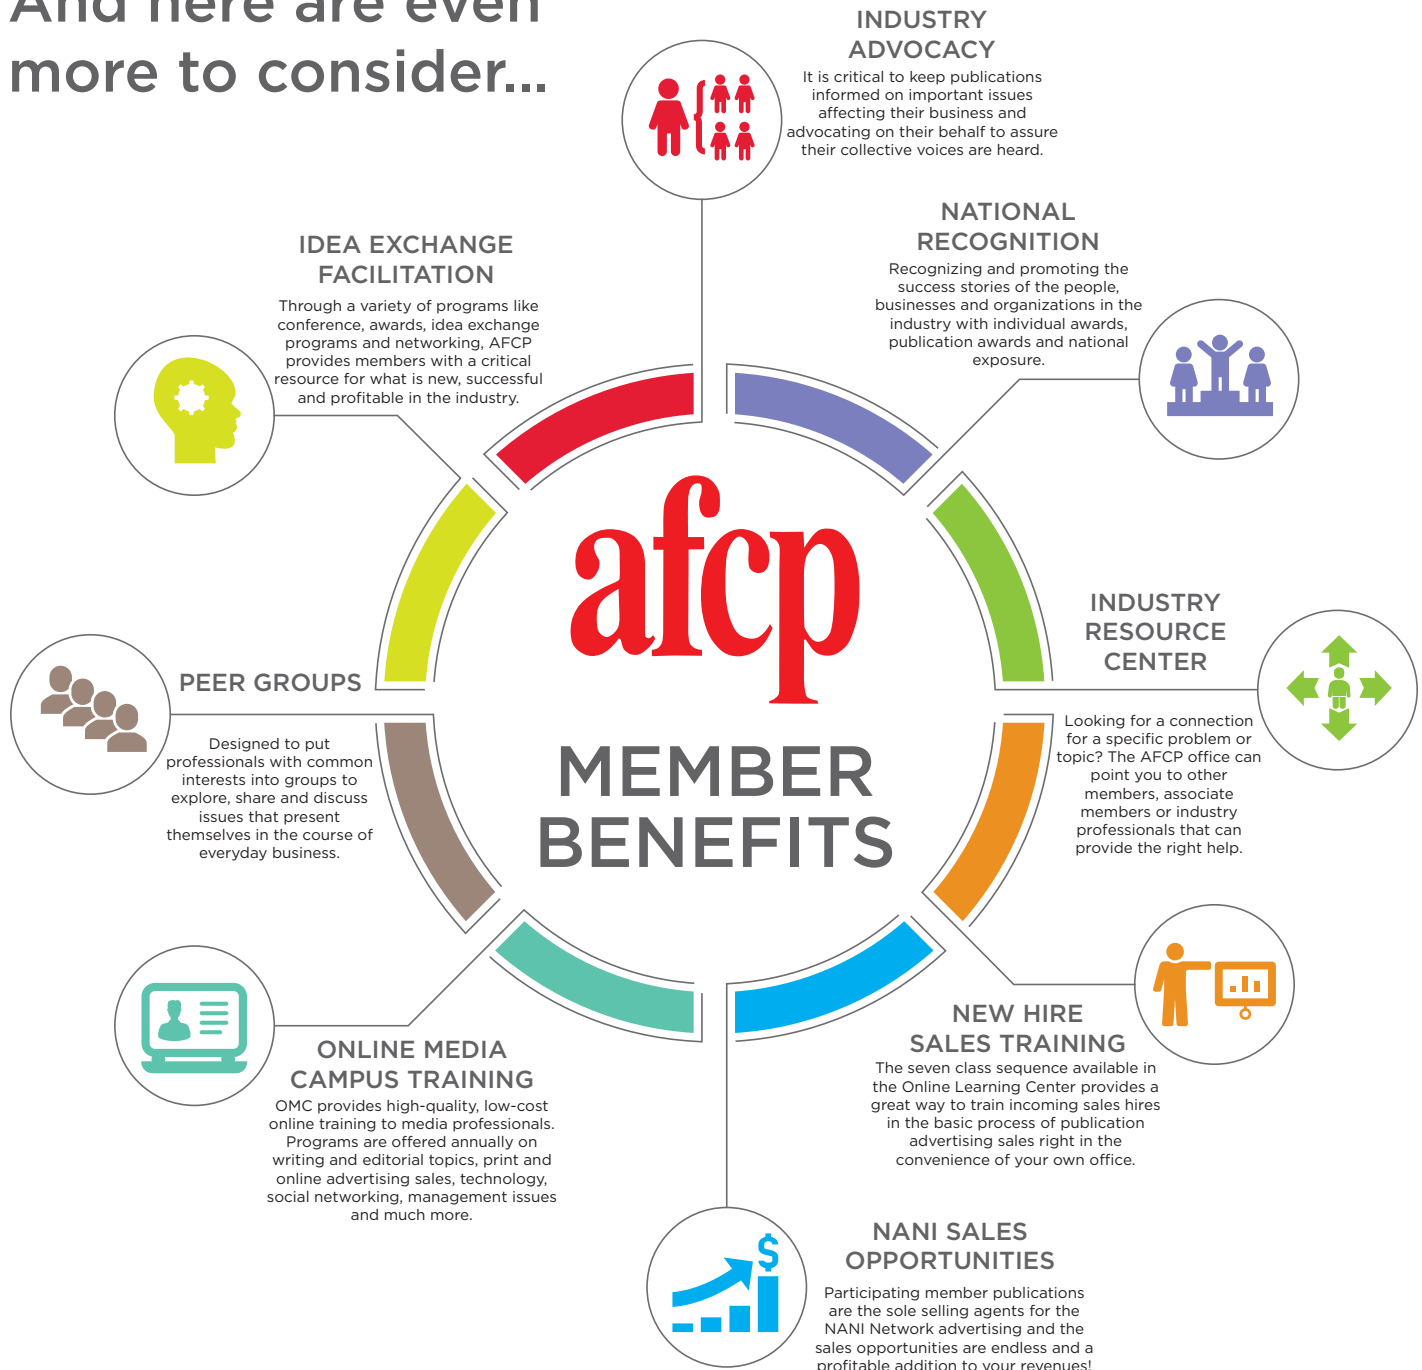 And here are even
more to consider...
INDUSTRY
ADVOCACY
It is critical to keep publications
informed on important issues
affecting their business and
advocating on their behalf to assure
their collective voices are heard.
NATIONAL
RECOGNITION
Recognizing and promoting the
success stories of the people,
businesses and organizations in the
industry with individual awards,
publication awards and national
exposure.
IDEA EXCHANGE
FACILITATION
Through a variety of programs like
conference, awards, idea exchange
programs and networking, AFCP
provides members with a critical
resource for what is new, successful
and profitable in the industry.
afcp
MEMBER
BENEFITS
INDUSTRY
RESOURCE
CENTER
Looking for a connection
for a specific problem or
topic? The AFCP office can
point you to other
members, associate
members or industry
professionals that can
provide the right help.
PEER GROUPS
Designed to put
professionals with common
interests into groups to
explore, share and discuss
issues that present
themselves in the course of
everyday business.
NEW HIRE
SALES TRAINING
The seven class sequence available in
the Online Learning Center provides a
great way to train incoming sales hires
in the basic process of publication
advertising sales right in the
convenience of your own office.
ONLINE MEDIA
CAMPUS TRAINING
OMC provides high-quality, low-cost
online training to media professionals.
Programs are offered annually on
writing and editorial topics, print and
online advertising sales, technology,
social networking, management issues
and much more.
$
NANI SALES
OPPORTUNITIES
Participating member publications
are the sole selling agents for the
NANI Network advertising and the
sales opportunities are endless and a
profitable addition to your revenues!